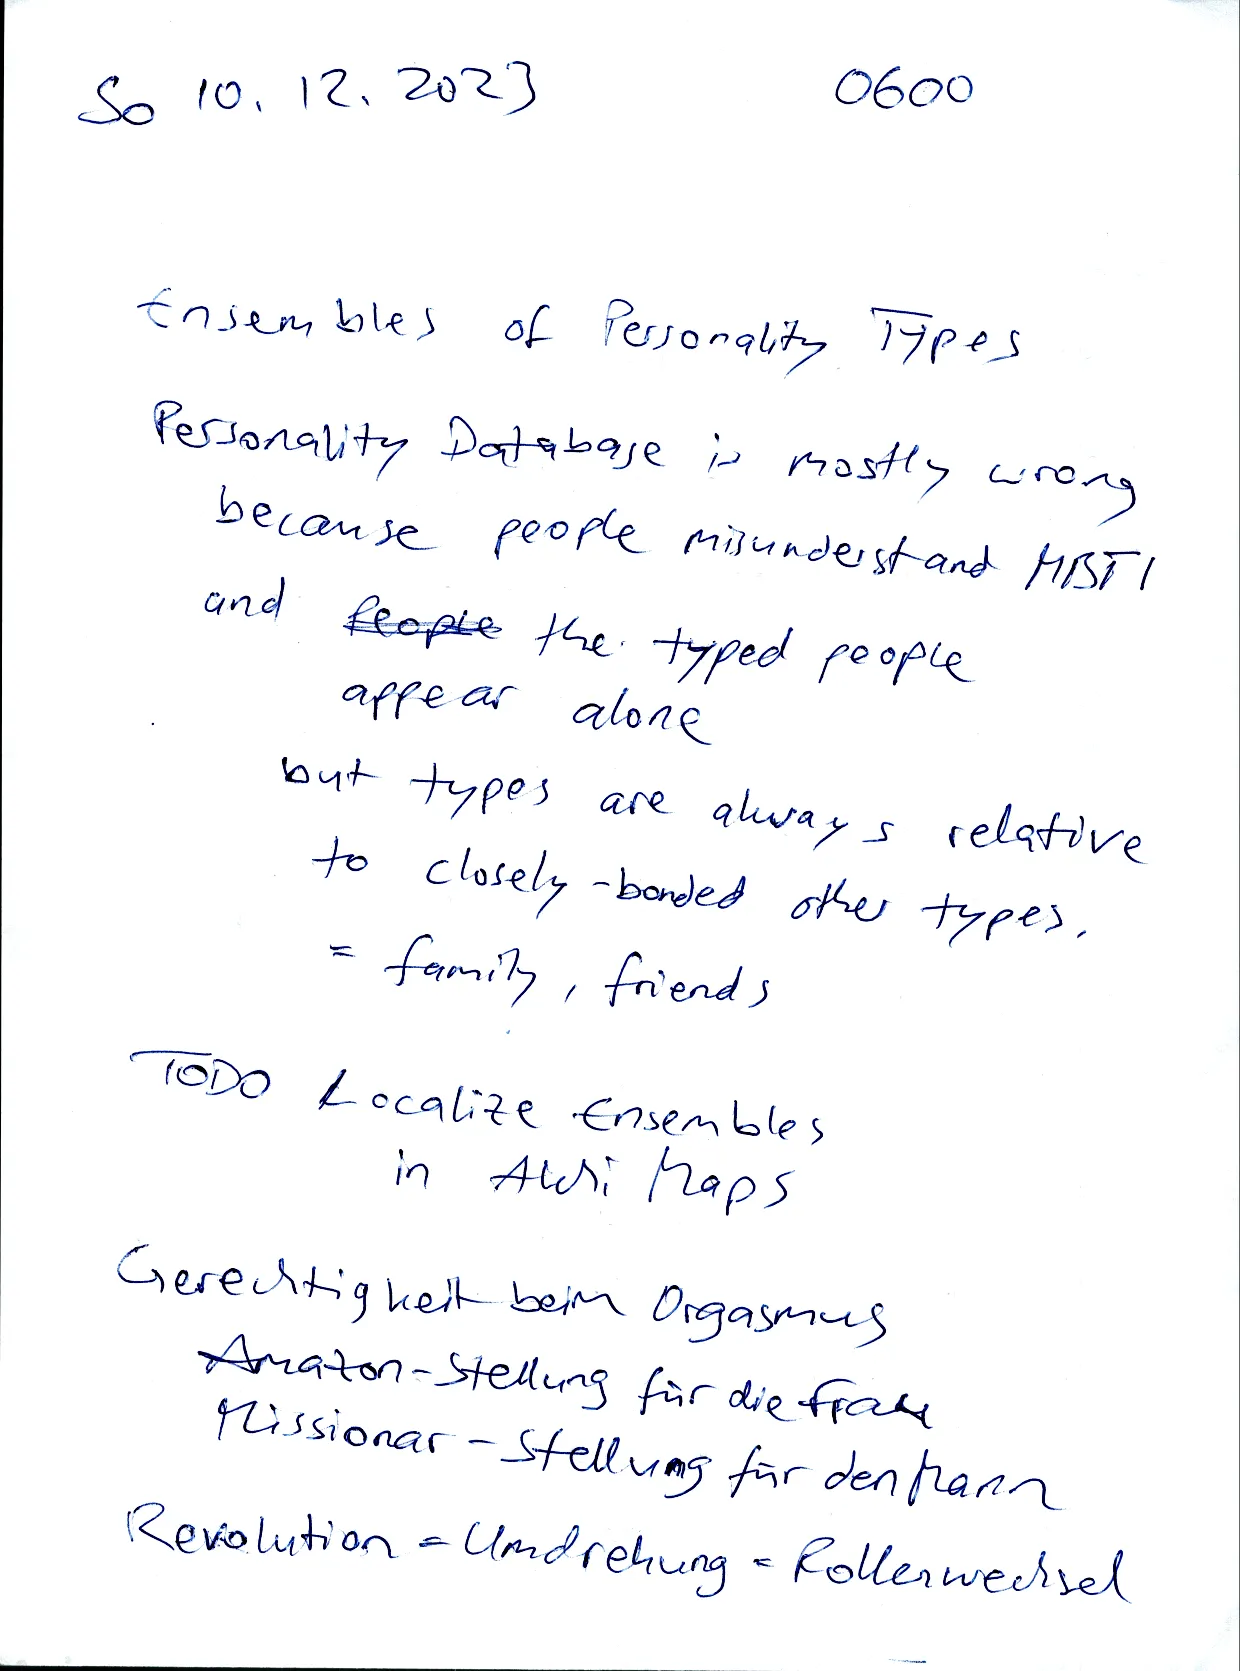 So 10. 12. 2023 0600
Ensembles of Personality Types
Personality Database is mostly wrong
because people misunderstand MBTI
and people the typed people
appear alone
but types are always relative
to closely-bonded other types.
= family, friends
TODO Localize Ensembles
in Alchi Maps
Gerechtigkeit beim Orgasmus
Amazon-Stellung für die Frau
Missionar-Stellung für den Mann
Revolution = Umdrehung = Rollenwechsel